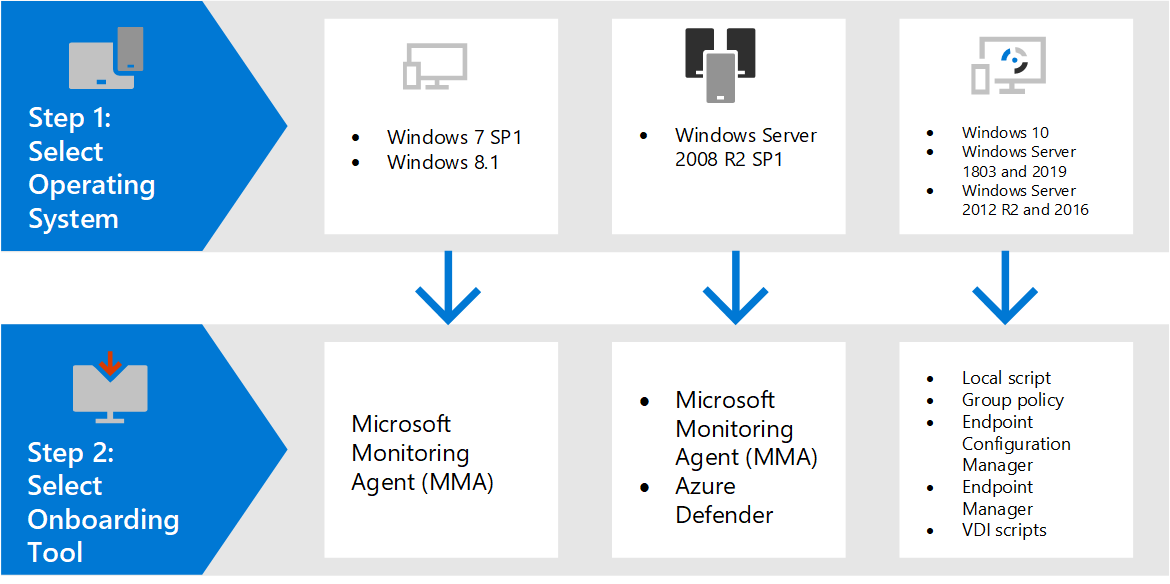 Step 1:
Select
Operating
System
• Windows 7 SP1
• Windows 8.1
• Windows Server
2008 R2 SP1
• Windows 10
• Windows Server
1803 and 2019
• Windows Server
2012 R2 and 2016
Step 2:
Select
Onboarding
Tool
Microsoft
Monitoring
Agent (MMA)
• Microsoft
Monitoring
Agent (MMA)
• Azure
Defender
• Local script
• Group policy
• Endpoint
Configuration
Manager
• Endpoint
Manager
• VDI scripts